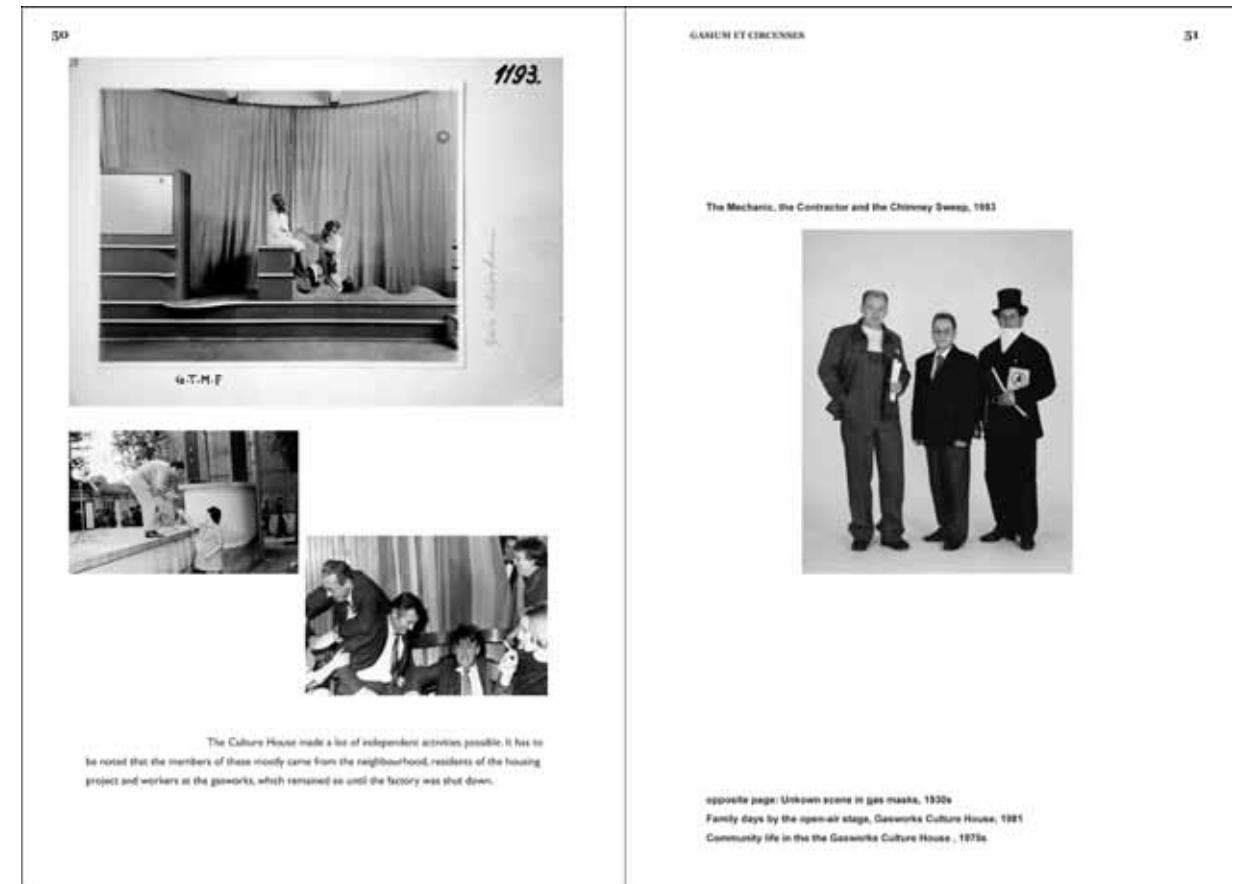 50
1193.
G.T.M.F
The Culture House made a lot of independent activities possible. It has to
be noted that the members of these mostly came from the neighbourhood, residents of the housing
project and workers at the gasworks, which remained so until the factory was shut down.
GASIUM ET CIRCENSES
51
The Mechanic, the Contractor and the Chimney Sweep, 1983
opposite page: Unkown scene in gas masks, 1930s
Family days by the open-air stage, Gasworks Culture House, 1981
Community life in the the Gasworks Culture House , 1970s